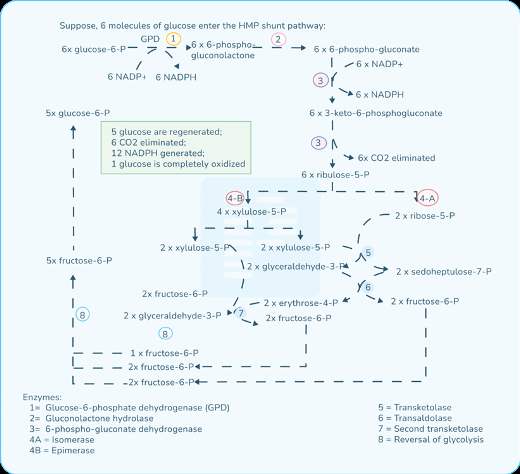 Suppose, 6 molecules of glucose enter the HMP shunt pathway:
GPD 1 2
6x glucose-6-P
6 x 6-phospho-
gluconolactone
6 x 6-phospho-gluconate
6 NADP+ 6 NADPH
6 x NADP+
3
6 x NADPH
5x glucose-6-P
6 x 3-keto-6-phosphogluconate
5 glucose are regenerated;
6 CO2 eliminated;
12 NADPH generated;
1 glucose is completely oxidized
3
6x CO2 eliminated
6 x ribulose-5-P
4-B 4-A
4 x xylulose-5-P
2 x ribose-5-P
2 x xylulose-5-P 2 x xylulose-5-P
5
5x fructose-6-P
2 x glyceraldehyde-3-P
2 x sedoheptulose-7-P
6
2x fructose-6-P
2 x erythrose-4-P
2 x fructose-6-P
8
2 x glyceraldehyde-3-P
7
2x fructose-6-P
8
1 x fructose-6-P
2x fructose-6-P
2x fructose-6-P
Enzymes:
1= Glucose-6-phosphate dehydrogenase (GPD)
2= Gluconolactone hydrolase
3= 6-phospho-gluconate dehydrogenase
4A = isomerase
4B = Epimerase
5 = Transketolase
6 = Transaldolase
7 = Second transketolase
8 = Reversal of glycolysis